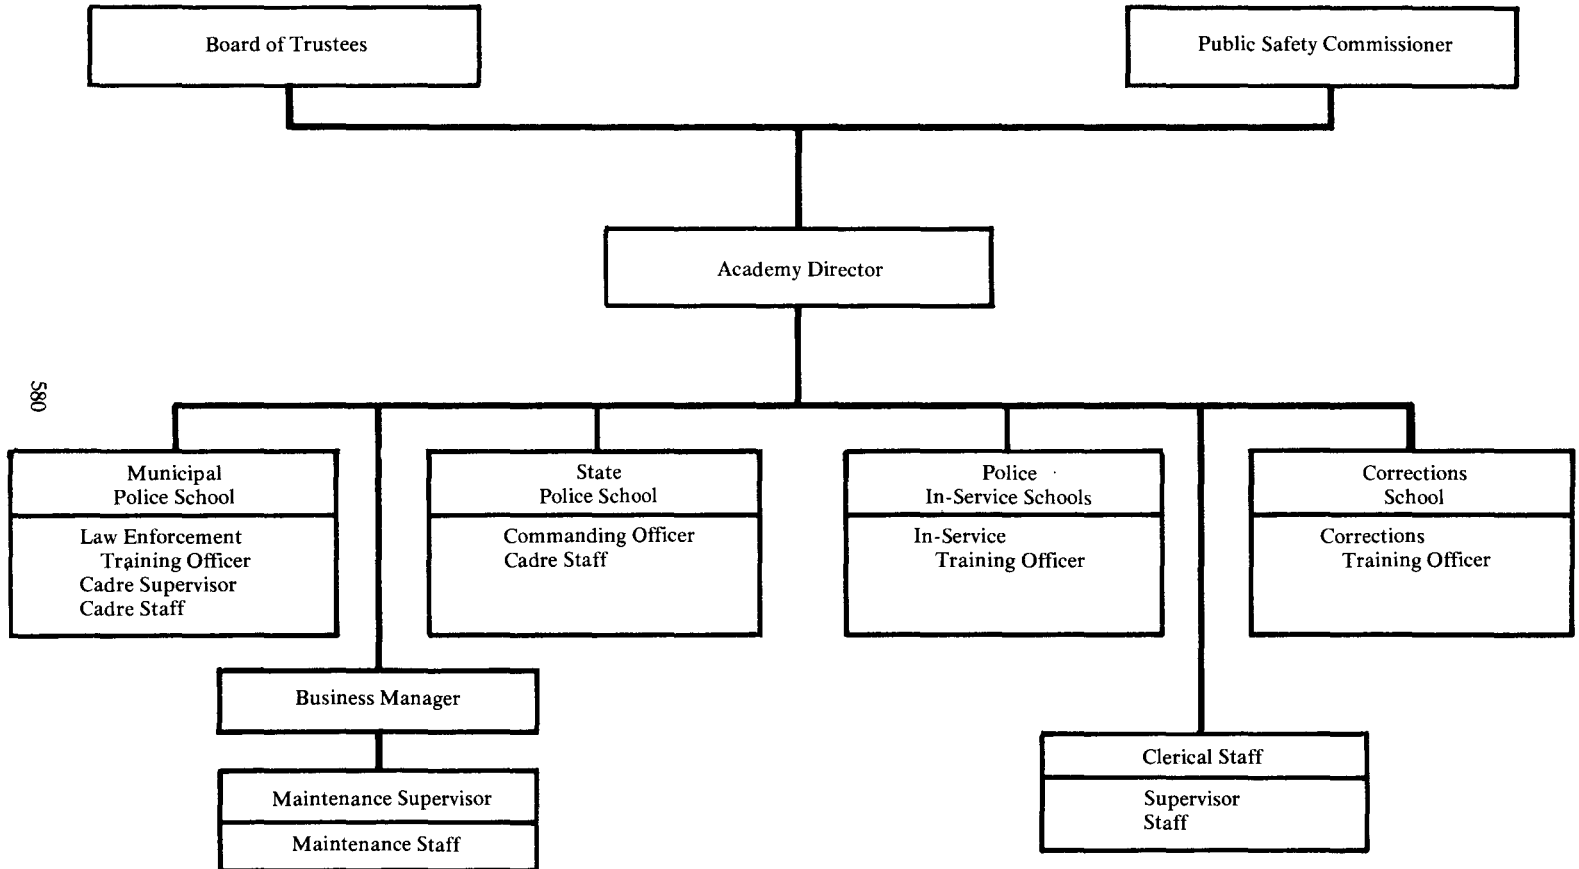 Board of Trustees
Public Safety Commissioner
Academy Director
580
Municipal
Police School
Law Enforcement
Training Officer
Cadre Supervisor
Cadre Staff
State
Police School
Commanding Officer
Cadre Staff
Police
In-Service Schools
In-Service
Training Officer
Corrections
School
Corrections
Training Officer
Business Manager
Maintenance Supervisor
Maintenance Staff
Clerical Staff
Supervisor
Staff